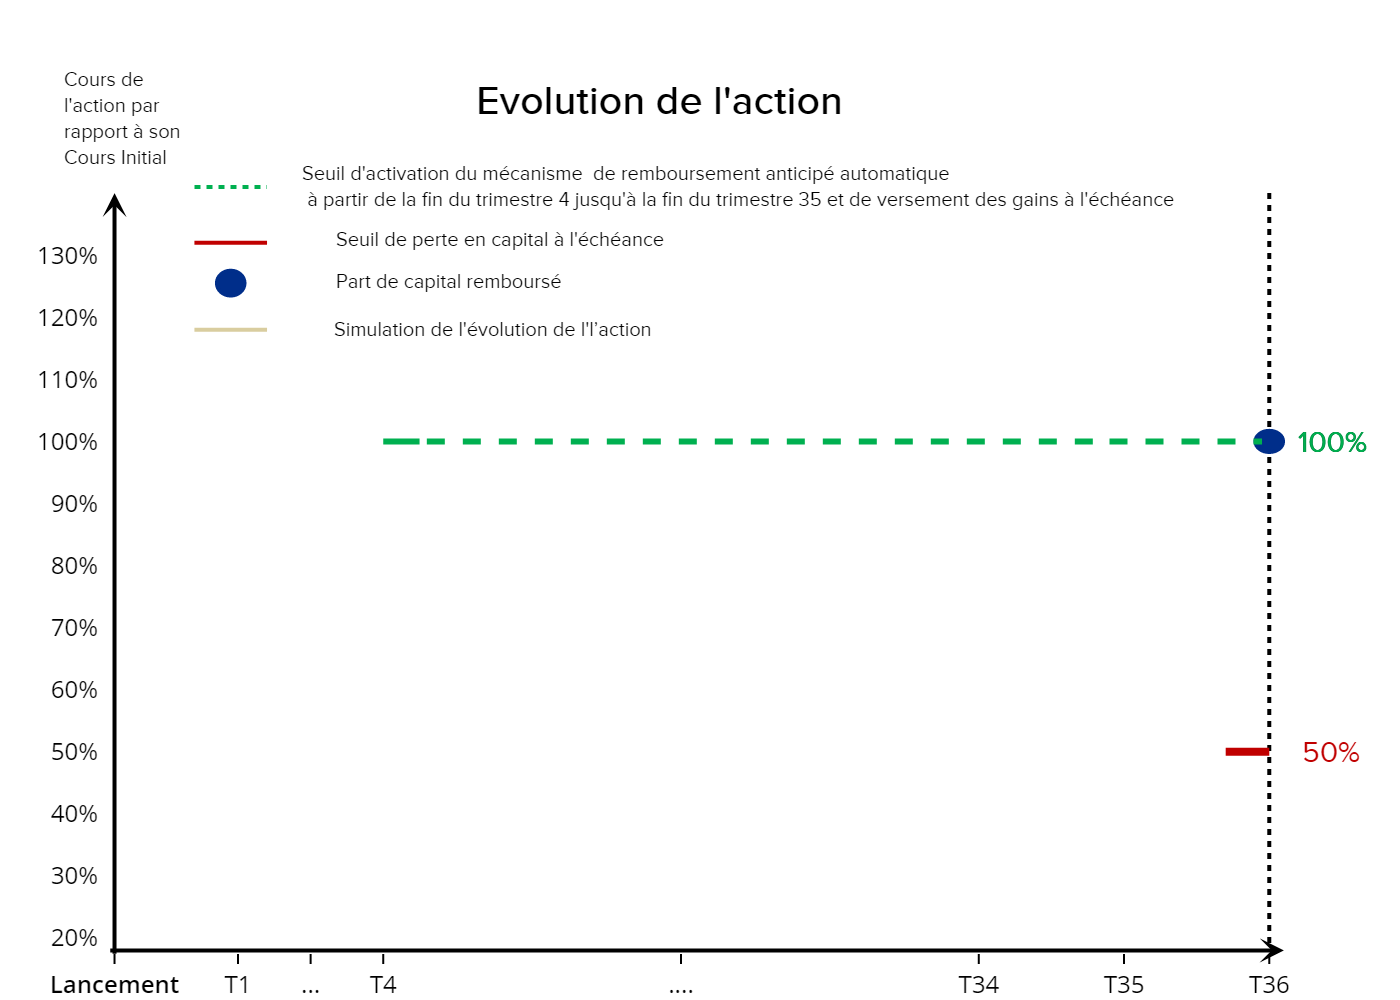 Cours de
l'action par
rapport à son
Cours Initial
Evolution de l'action
Seuil d'activation du mécanisme  de remboursement anticipé automatique
à partir de la fin du trimestre 4 jusqu'à la fin du trimestre 35 et de versement des gains à l'échéance
Seuil de perte en capital à l'échéance
Part de capital remboursé
Simulation de l'évolution de l'l’action
130%
120%
110%
100%
100%
90%
80%
70%
60%
50%
50%
40%
30%
20%
Lancement T1 ... T4 .... T34 T35 T36